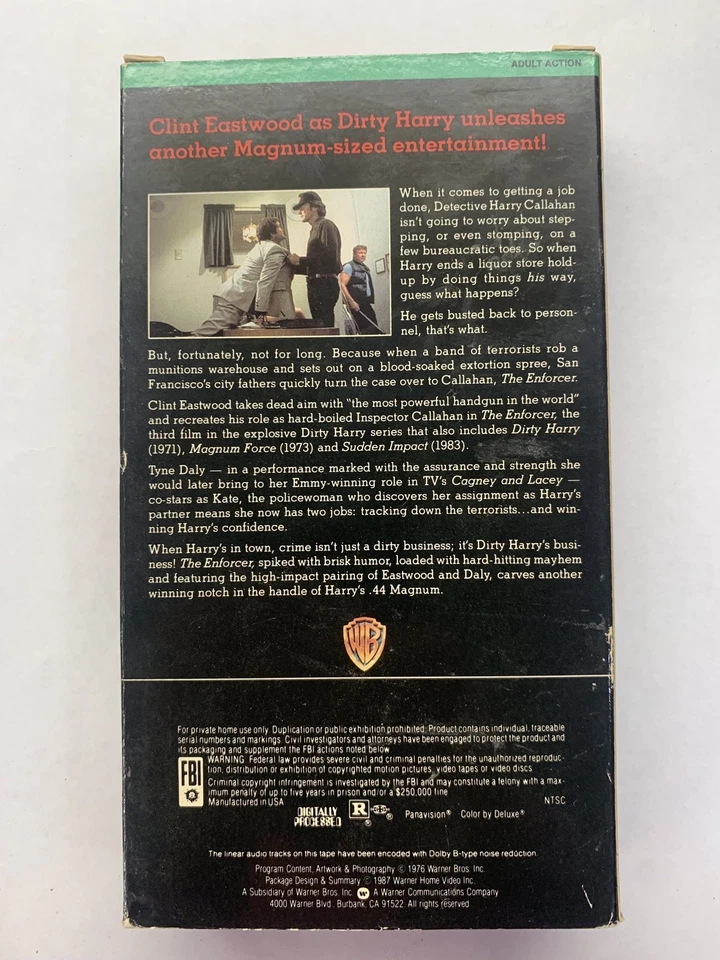 ADULT ACTION
Clint Eastwood as Dirty Harry unleashes
another Magnum-sized entertainment!
When it comes to getting a job
done, Detective Harry Callahan
isn't going to worry about step-
ping, or even stomping, on a
few bureaucratic toes. So when
Harry ends a liquor store hold-
up by doing things his way,
guess what happens?
He gets busted back to person-
nel, that's what.
But, fortunately, not for long. Because when a band of terrorists rob a
munitions warehouse and sets out on a blood-soaked extortion spree, San
Francisco's city fathers quickly turn the case over to Callahan, The Enforcer.
Clint Eastwood takes dead aim with "the most powerful handgun in the world"
and recreates his role as hard-boiled Inspector Callahan in The Enforcer, the
third film in the explosive Dirty Harry series that also includes Dirty Harry
(1971), Magnum Force (1973) and Sudden Impact (1983).
Tyne Daly — in a performance marked with the assurance and strength she
would later bring to her Emmy-winning role in TV's Cagney and Lacey —
co-stars as Kate, the policewoman who discovers her assignment as Harry's
partner means she now has two jobs: tracking down the terrorists...and win-
ning Harry's confidence.
When Harry's in town, crime isn't just a dirty business; it's Dirty Harry's busi-
ness! The Enforcer, spiked with brisk humor, loaded with hard-hitting mayhem
and featuring the high-impact pairing of Eastwood and Daly, carves another
winning notch in the handle of Harry's .44 Magnum.
WB
For private home use only. Duplication or public exhibition prohibited. Product contains individual, traceable
serial numbers and markings. Civil investigators and attorneys have been engaged to protect the product and
its packaging and supplement the FBI actions noted below
FBI
WARNING: Federal law provides severe civil and criminal penalties for the unauthorized reproduc-
tion, distribution or exhibition of copyrighted motion pictures, video tapes or video discs.
Criminal copyright infringement is investigated by the FBI and may constitute a felony with a max-
imum penalty of up to five years in prison and/or a $250,000 fine
Manufactured in USA
NTSC
DIGITALLY
PROCESSED
R ® ® Panavision® Color by Deluxe®
The linear audio tracks on this tape have been encoded with Dolby B-type noise reduction.
Program Content, Artwork & Photography © 1976 Warner Bros. Inc.
Package Design & Summary © 1987 Warner Home Video Inc.
A Subsidiary of Warner Bros. Inc. A Warner Communications Company
4000 Warner Blvd. Burbank, CA 91522. All rights reserved.